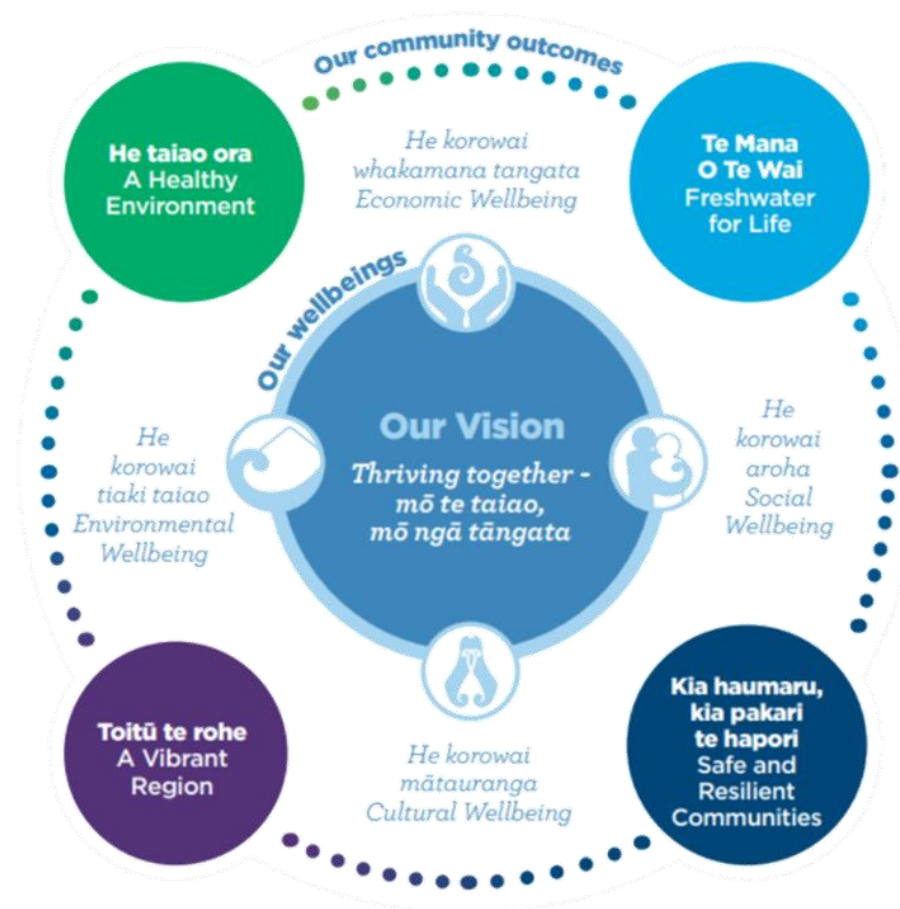 Our community outcomes
He taiao ora
A Healthy
Environment
He korowai
whakamana tangata
Economic Wellbeing
Te Mana
O Te Wai
Freshwater
for Life
Our wellbeings
Our Vision
Thriving together -
mō te taiao,
mō ngā tāngata
He
korowai
tiaki taiao
Environmental
Wellbeing
He
korowai
aroha
Social
Wellbeing
Toitū te rohe
A Vibrant
Region
He korowai
mātauranga
Cultural Wellbeing
Kia haumaru,
kia pakari
te hapori
Safe and
Resilient
Communities